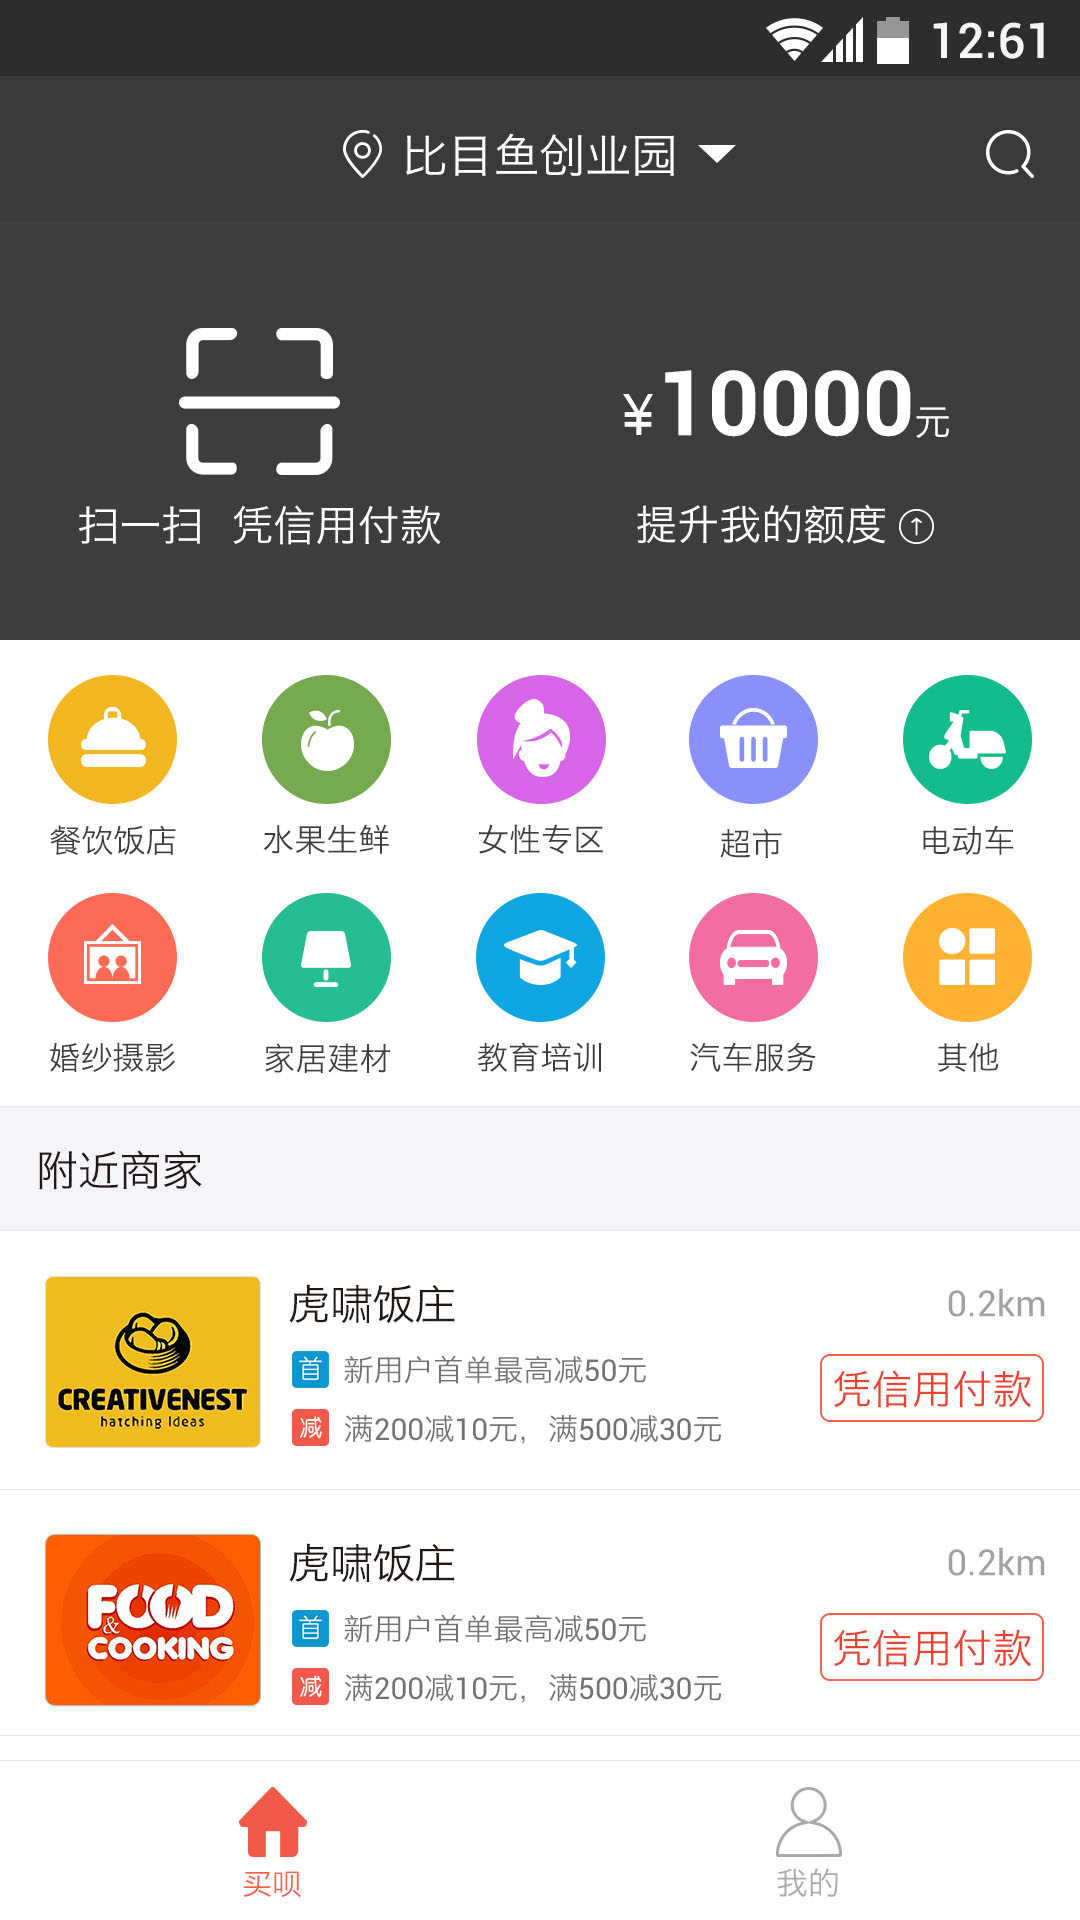 12:61
比目鱼创业园
¥10000元
扫一扫 凭信用付款
提升我的额度
餐饮饭店 水果生鲜 女性专区 超市 电动车
婚纱摄影 家居建材 教育培训 汽车服务 其他
附近商家
CREATIVENEST
hatching Ideas
虎啸饭庄
0.2km
首 新用户首单最高减50元
凭信用付款
减 满200减10元，满500减30元
FOOD
&
COOKING
虎啸饭庄
0.2km
首 新用户首单最高减50元
凭信用付款
减 满200减10元，满500减30元
买呗 我的